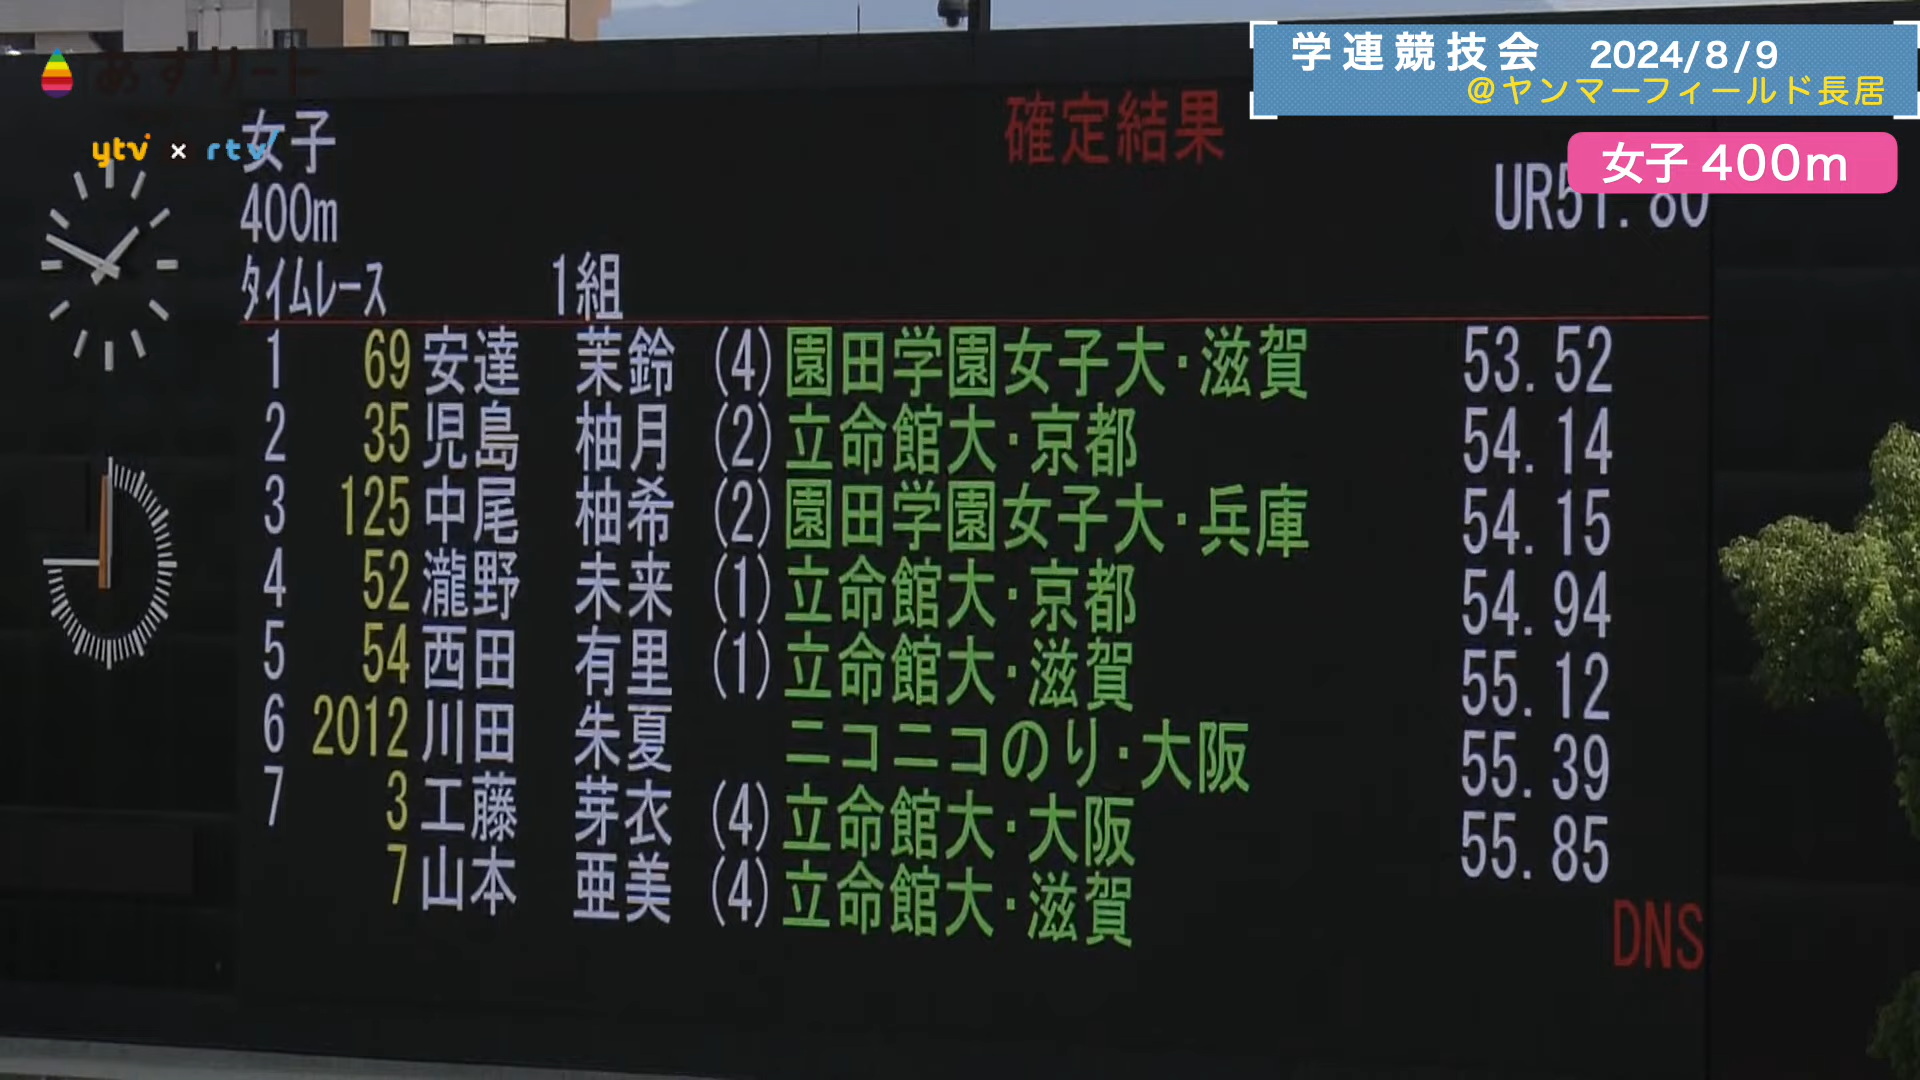 あすリート
学連競技会 2024/8/9
@ヤンマーフィールド長居
ytv × rtv
女子 400m
女子 確定結果
400m UR51.80
タイムレース 1組
1 69 安達 茉鈴 (4) 園田学園女子大・滋賀 53.52
2 35 児島 柚月 (2) 立命館大・京都 54.14
3 125 中尾 柚希 (2) 園田学園女子大・兵庫 54.15
4 52 瀧野 未来 (1) 立命館大・京都 54.94
5 54 西田 有里 (1) 立命館大・滋賀 55.12
6 2012 川田 朱夏 ニコニコのり・大阪 55.39
7 3 工藤 芽衣 (4) 立命館大・大阪 55.85
7 山本 亜美 (4) 立命館大・滋賀 DNS